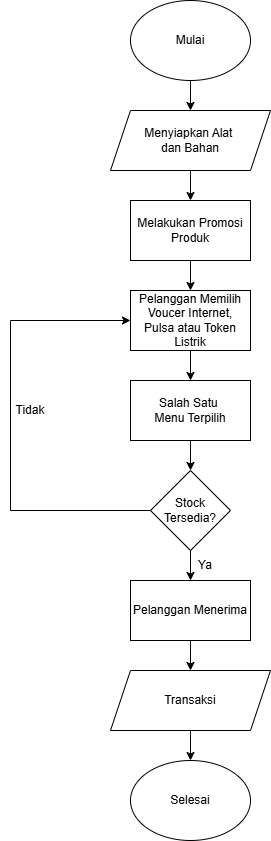 Mulai
Menyiapkan Alat
dan Bahan
Melakukan Promosi
Produk
Pelanggan Memilih
Voucer Internet,
Pulsa atau Token
Listrik
Salah Satu
Menu Terpilih
Tidak
Stock
Tersedia?
Ya
Pelanggan Menerima
Transaksi
Selesai